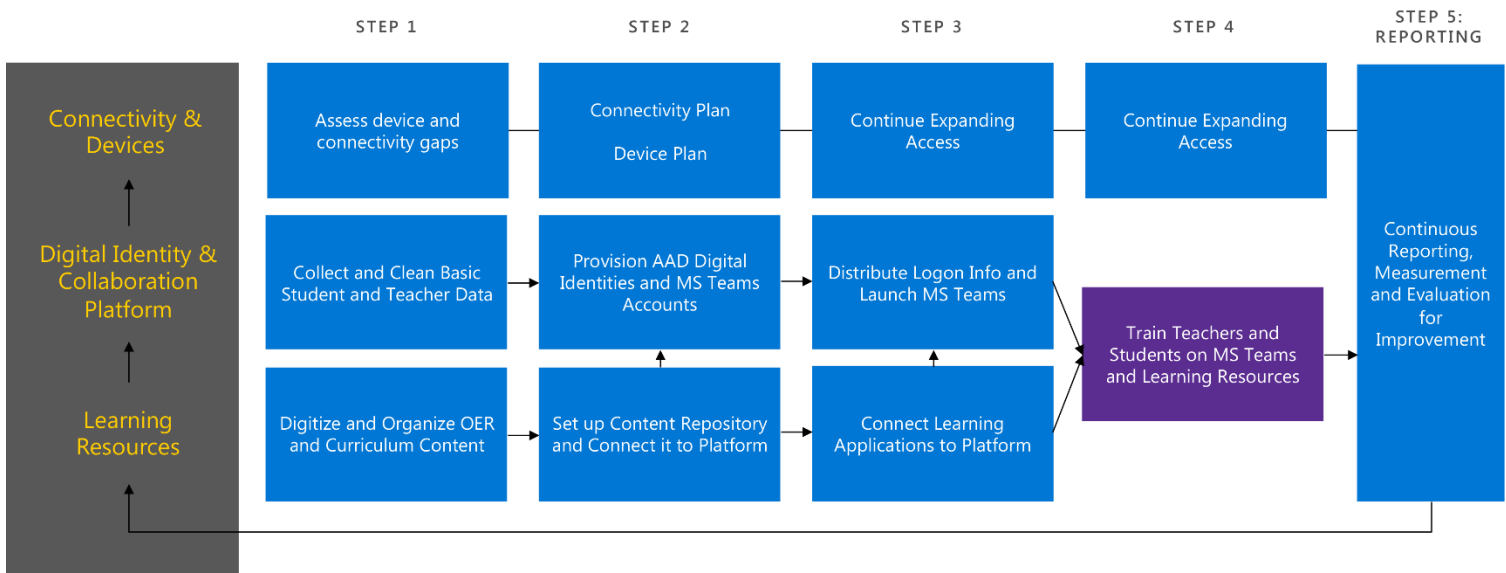 STEP 1
STEP 2
STEP 3
STEP 4
STEP 5:
REPORTING
Connectivity &
Devices
Assess device and
connectivity gaps
Connectivity Plan
Device Plan
Continue Expanding
Access
Continue Expanding
Access
Digital Identity &
Collaboration
Platform
Collect and Clean Basic
Student and Teacher Data
Provision AAD Digital
Identities and MS Teams
Accounts
Distribute Logon Info and
Launch MS Teams
Train Teachers and
Students on MS Teams
and Learning Resources
Continuous
Reporting,
Measurement
and Evaluation
for
Improvement
Learning
Resources
Digitize and Organize OER
and Curriculum Content
Set up Content Repository
and Connect it to Platform
Connect Learning
Applications to Platform